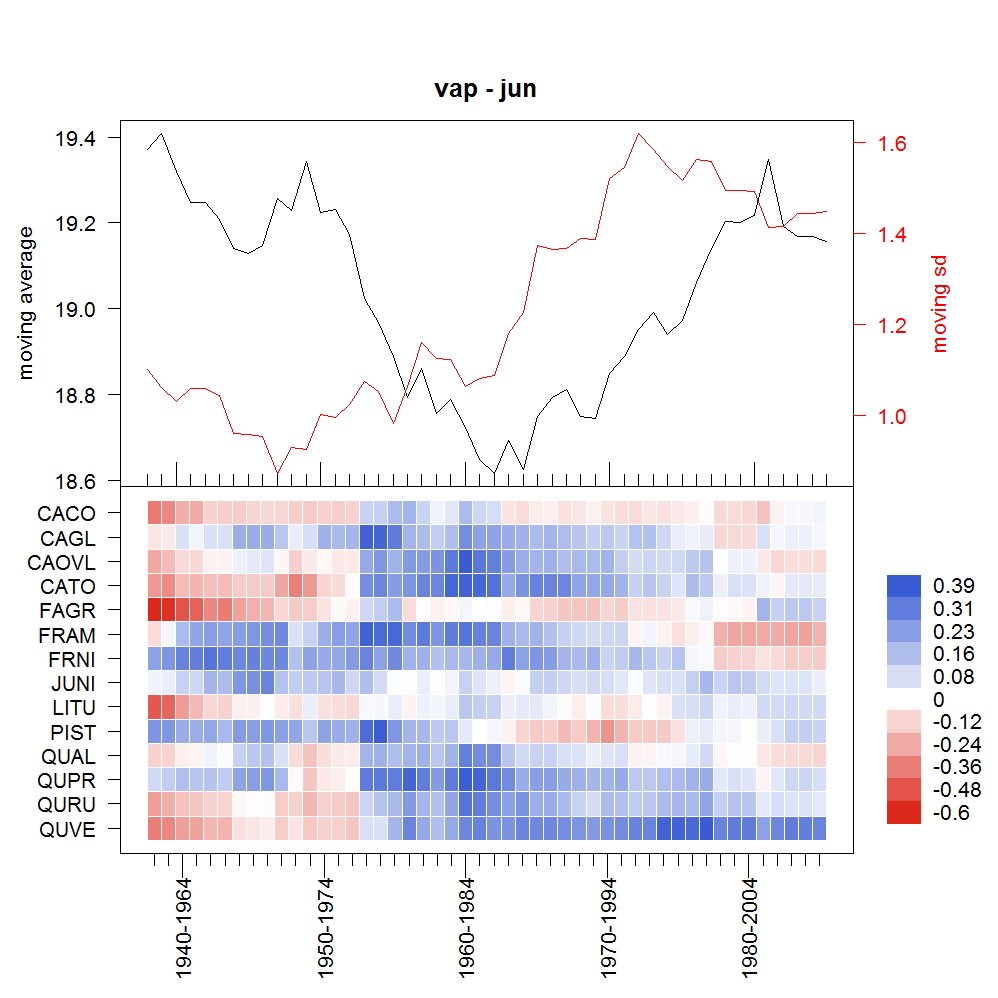 vap - jun
19.4
19.2
19.0
18.8
18.6
moving average
1.6
1.4
1.2
1.0
moving sd
CACO
CAGL
CAOVL
CATO
FAGR
FRAM
FRNI
JUNI
LITU
PIST
QUAL
QUPR
QURU
QUVE
0.39
0.31
0.23
0.16
0.08
0
-0.12
-0.24
-0.36
-0.48
-0.6
1940-1964
1950-1974
1960-1984
1970-1994
1980-2004